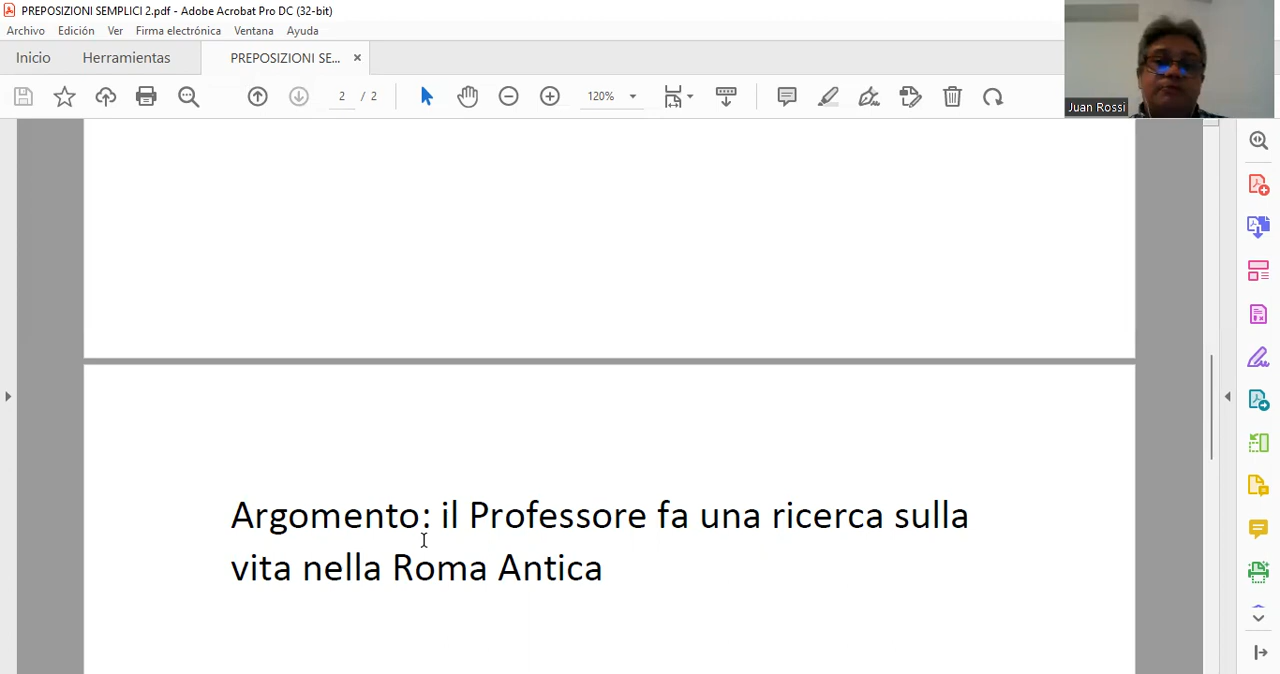 PREPOSIZIONI SEMPLICI 2.pdf - Adobe Acrobat Pro DC (32-bit)
Archivo Edición Ver Firma electrónica Ventana Ayuda
Inicio Herramientas PREPOSIZIONI SE... ×
2 / 2 120%
Juan Rossi
Argomento: il Professore fa una ricerca sulla
vita nella Roma Antica